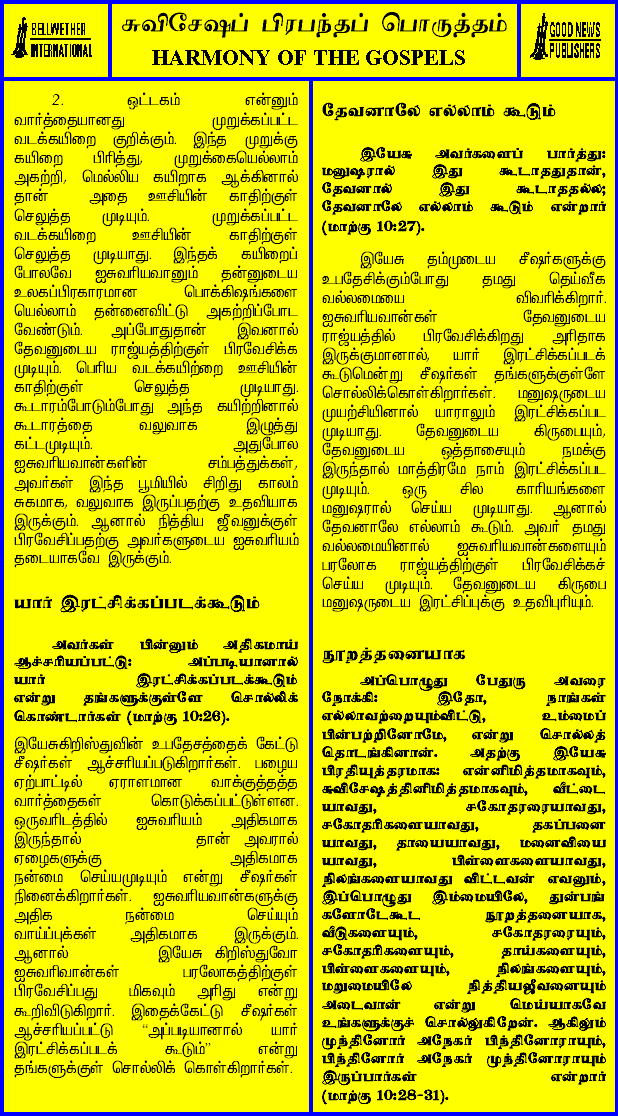 BELLWETHER
INTERNATIONAL
சுவிசேஷப் பிரபந்தப் பொருத்தம்
HARMONY OF THE GOSPELS
GOOD NEWS
PUBLISHERS
2. ஒட்டகம் என்னும்
வார்த்தையானது முறுக்கப்பட்ட
வடக்கயிறை குறிக்கும். இந்த முறுக்கு
கயிறை பிரித்து, முறுக்கையெல்லாம்
அகற்றி, மெல்லிய கயிறாக ஆக்கினால்
தான் அதை ஊசியின் காதிற்குள்
செலுத்த முடியும். முறுக்கப்பட்ட
வடக்கயிறை ஊசியின் காதிற்குள்
செலுத்த முடியாது. இந்தக் கயிறைப்
போலவே ஐசுவரியவானும் தன்னுடைய
உலகப்பிரகாரமான பொக்கிஷங்களை
யெல்லாம் தன்னைவிட்டு அகற்றிப்போட
வேண்டும். அப்போதுதான் இவனால்
தேவனுடைய ராஜ்யத்திற்குள் பிரவேசிக்க
முடியும். பெரிய வடக்கயிற்றை ஊசியின்
காதிற்குள் செலுத்த முடியாது.
கூடாரம்போடும்போது அந்த கயிற்றினால்
கூடாரத்தை வலுவாக இழுத்து
கட்டமுடியும். அதுபோல
ஐசுவரியவான்களின் சம்பத்துக்கள்,
அவர்கள் இந்த பூமியில் சிறிது காலம்
சுகமாக, வலுவாக இருப்பதற்கு உதவியாக
இருக்கும். ஆனால் நித்திய ஜீவனுக்குள்
பிரவேசிப்பதற்கு அவர்களுடைய ஐசுவரியம்
தடையாகவே இருக்கும்.
யார் இரட்சிக்கப்படக்கூடும்
அவர்கள் பின்னும் அதிகமாய்
ஆச்சரியப்பட்டு: அப்படியானால்
யார் இரட்சிக்கப்படக்கூடும்
என்று தங்களுக்குள்ளே சொல்லிக்
கொண்டார்கள் (மாற்கு 10:26).
இயேசுகிறிஸ்துவின் உபதேசத்தைக் கேட்டு
சீஷர்கள் ஆச்சரியப்படுகிறார்கள். பழைய
ஏற்பாட்டில் ஏராளமான வாக்குத்தத்த
வார்த்தைகள் கொடுக்கப்பட்டுள்ளன.
ஒருவரிடத்தில் ஐசுவரியம் அதிகமாக
இருந்தால் தான் அவரால்
ஏழைகளுக்கு அதிகமாக
நன்மை செய்யமுடியும் என்று சீஷர்கள்
நினைக்கிறார்கள். ஐசுவரியவான்களுக்கு
அதிக நன்மை செய்யும்
வாய்ப்புக்கள் அதிகமாக இருக்கும்.
ஆனால் இயேசு கிறிஸ்துவோ
ஐசுவரிவான்கள் பரலோகத்திற்குள்
பிரவேசிப்பது மிகவும் அரிது என்று
கூறிவிடுகிறார். இதைக்கேட்டு சீஷர்கள்
ஆச்சரியப்பட்டு “அப்படியானால் யார்
இரட்சிக்கப்படக் கூடும்” என்று
தங்களுக்குள் சொல்லிக் கொள்கிறார்கள்.
தேவனாலே எல்லாம் கூடும்
இயேசு அவர்களைப் பார்த்து:
மனுஷரால் இது கூடாததுதான்,
தேவனால் இது கூடாததல்ல;
தேவனாலே எல்லாம் கூடும் என்றார்
(மாற்கு 10:27).
இயேசு தம்முடைய சீஷர்களுக்கு
உபதேசிக்கும்போது தமது தெய்வீக
வல்லமையை விவரிக்கிறார்.
ஐசுவரியவான்கள் தேவனுடைய
ராஜ்யத்தில் பிரவேசிக்கிறது அரிதாக
இருக்குமானால், யார் இரட்சிக்கப்படக்
கூடுமென்று சீஷர்கள் தங்களுக்குள்ளே
சொல்லிக்கொள்கிறார்கள். மனுஷருடைய
முயற்சியினால் யாராலும் இரட்சிக்கப்பட
முடியாது. தேவனுடைய கிருபையும்,
தேவனுடைய ஒத்தாசையும் நமக்கு
இருந்தால் மாத்திரமே நாம் இரட்சிக்கப்பட
முடியும். ஒரு சில காரியங்களை
மனுஷரால் செய்ய முடியாது. ஆனால்
தேவனாலே எல்லாம் கூடும். அவர் தமது
வல்லமையினால் ஐசுவரியவான்களையும்
பரலோக ராஜ்யத்திற்குள் பிரவேசிக்கச்
செய்ய முடியும். தேவனுடைய கிருபை
மனுஷருடைய இரட்சிப்புக்கு உதவிபுரியும்.
நூறத்தனையாக
அப்பொழுது பேதுரு அவரை
நோக்கி: இதோ, நாங்கள்
எல்லாவற்றையும்விட்டு, உம்மைப்
பின்பற்றினோமே, என்று சொல்லத்
தொடங்கினான். அதற்கு இயேசு
பிரதியுத்தரமாக: என்னிமித்தமாகவும்,
சுவிசேஷத்தினிமித்தமாகவும், வீட்டை
யாவது, சகோதரரையாவது,
சகோதரிகளையாவது, தகப்பனை
யாவது, தாயையாவது, மனைவியை
யாவது, பிள்ளைகளையாவது,
நிலங்களையாவது விட்டவன் எவனும்,
இப்பொழுது இம்மையிலே, துன்பங்
களோடேகூட நூறத்தனையாக,
வீடுகளையும், சகோதரரையும்,
சகோதரிகளையும், தாய்களையும்,
பிள்ளைகளையும், நிலங்களையும்,
மறுமையிலே நித்தியஜீவனையும்
அடைவான் என்று மெய்யாகவே
உங்களுக்குச் சொல்லுகிறேன். ஆகிலும்
முந்தினோர் அநேகர் பிந்தினோராயும்,
பிந்தினோர் அநேகர் முந்தினோராயும்
இருப்பார்கள் என்றார்
(மாற்கு 10:28-31).